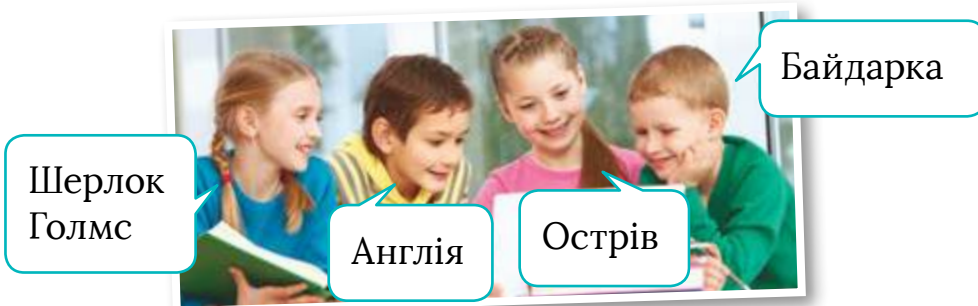 Шерлок
Голмс
Англія
Острів
Байдарка